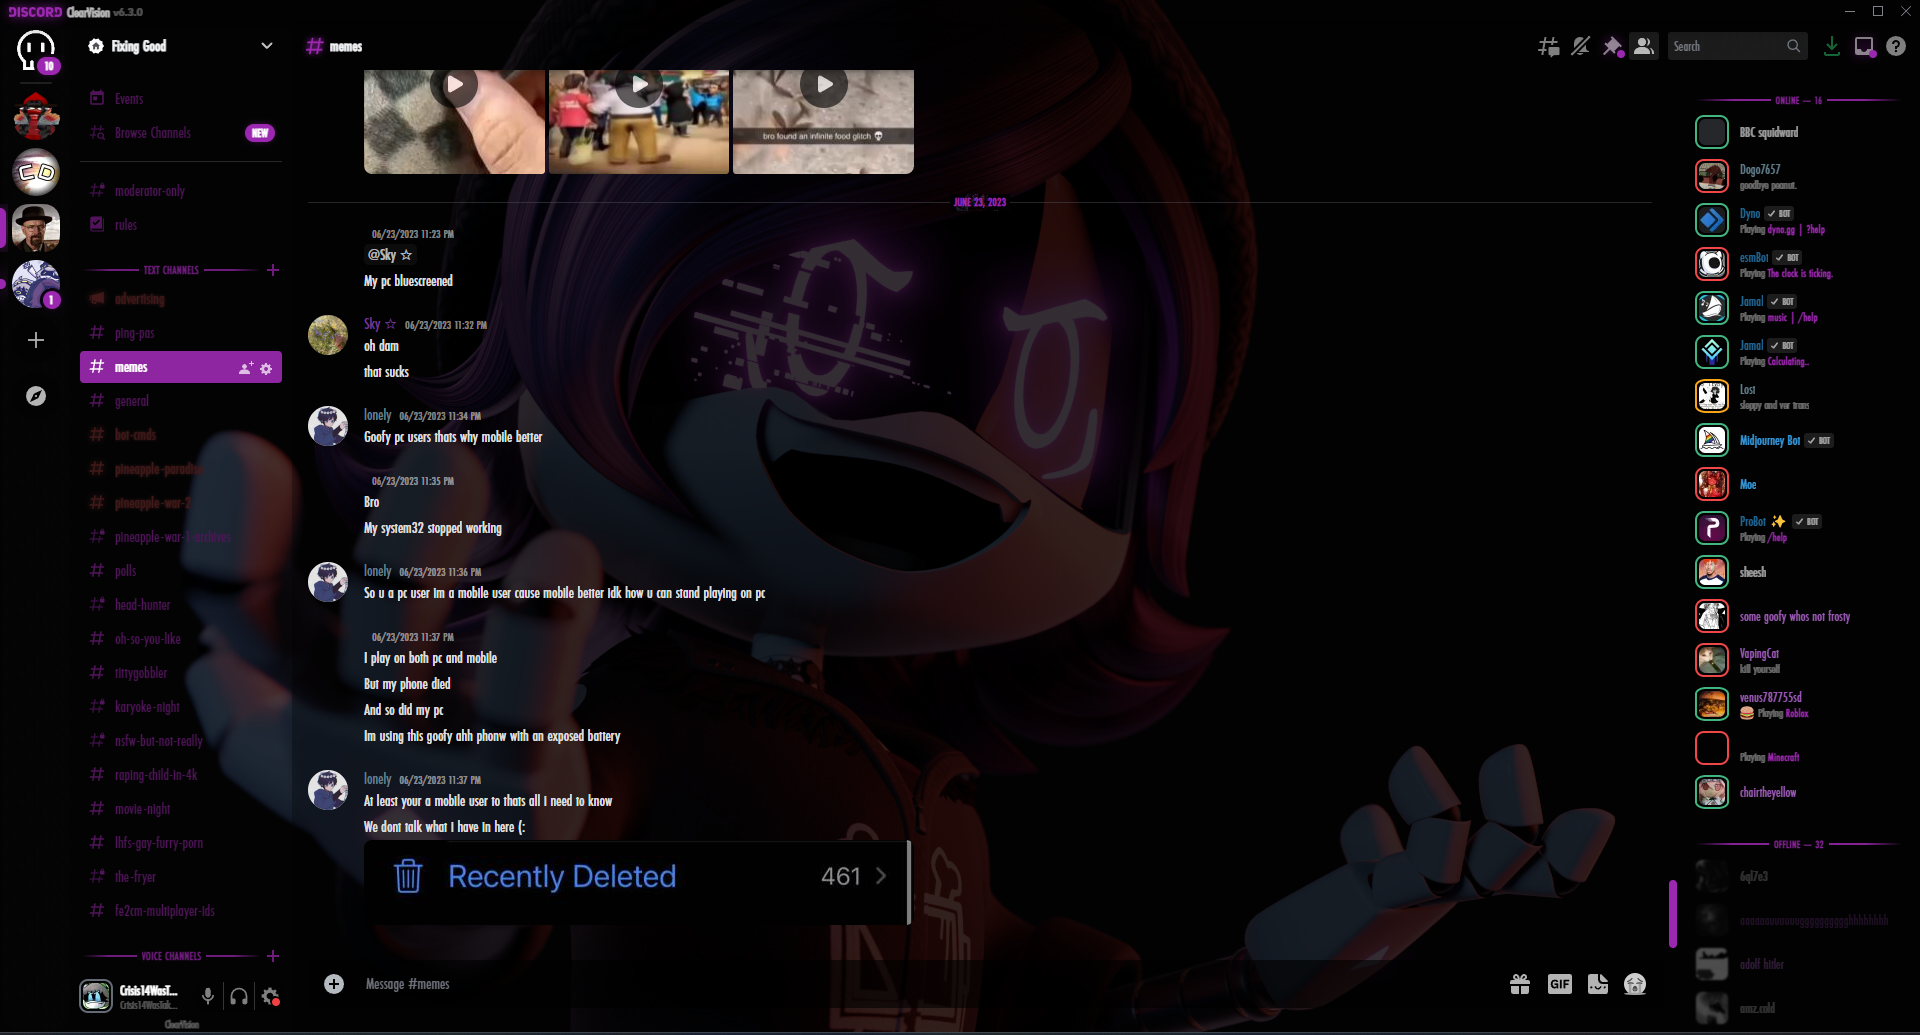 DISCORD ClearVision v6.3.0
10
Fixing Good
Events
Browse Channels
NEW
moderator-only
rules
TEXT CHANNELS
advertising
ping-pas
memes
general
bot-cmds
pineapple-paradise
pineapple-war-2
pineapple-war-1-archives
polls
head-hunter
oh-so-you-like
tittygobbler
karyoke-night
nsfw-but-not-really
raping-child-in-4k
movie-night
lhfs-gay-furry-porn
the-fryer
fe2cm-multiplayer-ids
VOICE CHANNELS
CD
1
Crisis14WasT...
Crisis14WasTak...
ClearVision
# memes
Search
bro found an infinite food glitch 💀
JUNE 23, 2023
06/23/2023 11:23 PM
@Sky ☆
My pc bluescreened
Sky ☆ 06/23/2023 11:32 PM
oh dam
that sucks
lonely 06/23/2023 11:34 PM
Goofy pc users thats why mobile better
06/23/2023 11:35 PM
Bro
My system32 stopped working
lonely 06/23/2023 11:36 PM
So u a pc user im a mobile user cause mobile better idk how u can stand playing on pc
06/23/2023 11:37 PM
I play on both pc and mobile
But my phone died
And so did my pc
Im using this goofy ahh phonw with an exposed battery
lonely 06/23/2023 11:37 PM
At least your a mobile user to thats all I need to know
We dont talk what i have in here (:
Recently Deleted 461
Message #memes
GIF
ONLINE — 16
BBC squidward
Dogo7657
goodbye peanut.
Dyno ✓ BOT
Playing dyno.gg | ?help
esmBot ✓ BOT
Playing The clock is ticking.
Jamal ✓ BOT
Playing music | /help
Jamal ✓ BOT
Playing Calculating..
Lost
sloppy and ver trans
Midjourney Bot ✓ BOT
Moe
ProBot ✨ ✓ BOT
Playing /help
sheesh
some goofy whos not frosty
VapingCat
kill yourself
venus787755sd
🍔 Playing Roblox
Playing Minecraft
chairtheyellow
OFFLINE — 32
6ql7e3
adolf hitler
amz.cold